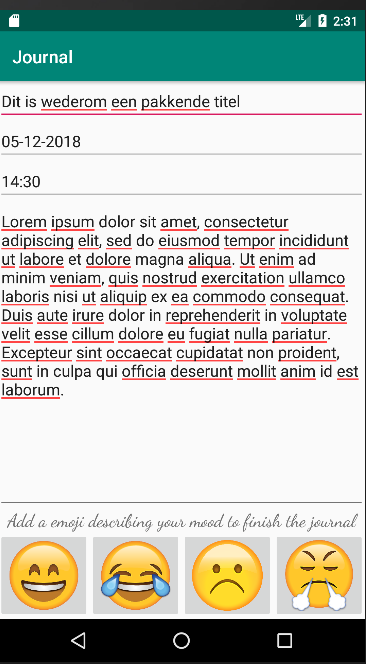 LTE 2:31
Journal
Dit is wederom een pakkende titel
05-12-2018
14:30
Lorem ipsum dolor sit amet, consectetur
adipiscing elit, sed do eiusmod tempor incididunt
ut labore et dolore magna aliqua. Ut enim ad
minim veniam, quis nostrud exercitation ullamco
laboris nisi ut aliquip ex ea commodo consequat.
Duis aute irure dolor in reprehenderit in voluptate
velit esse cillum dolore eu fugiat nulla pariatur.
Excepteur sint occaecat cupidatat non proident,
sunt in culpa qui officia deserunt mollit anim id est
laborum.
Add a emoji describing your mood to finish the journal